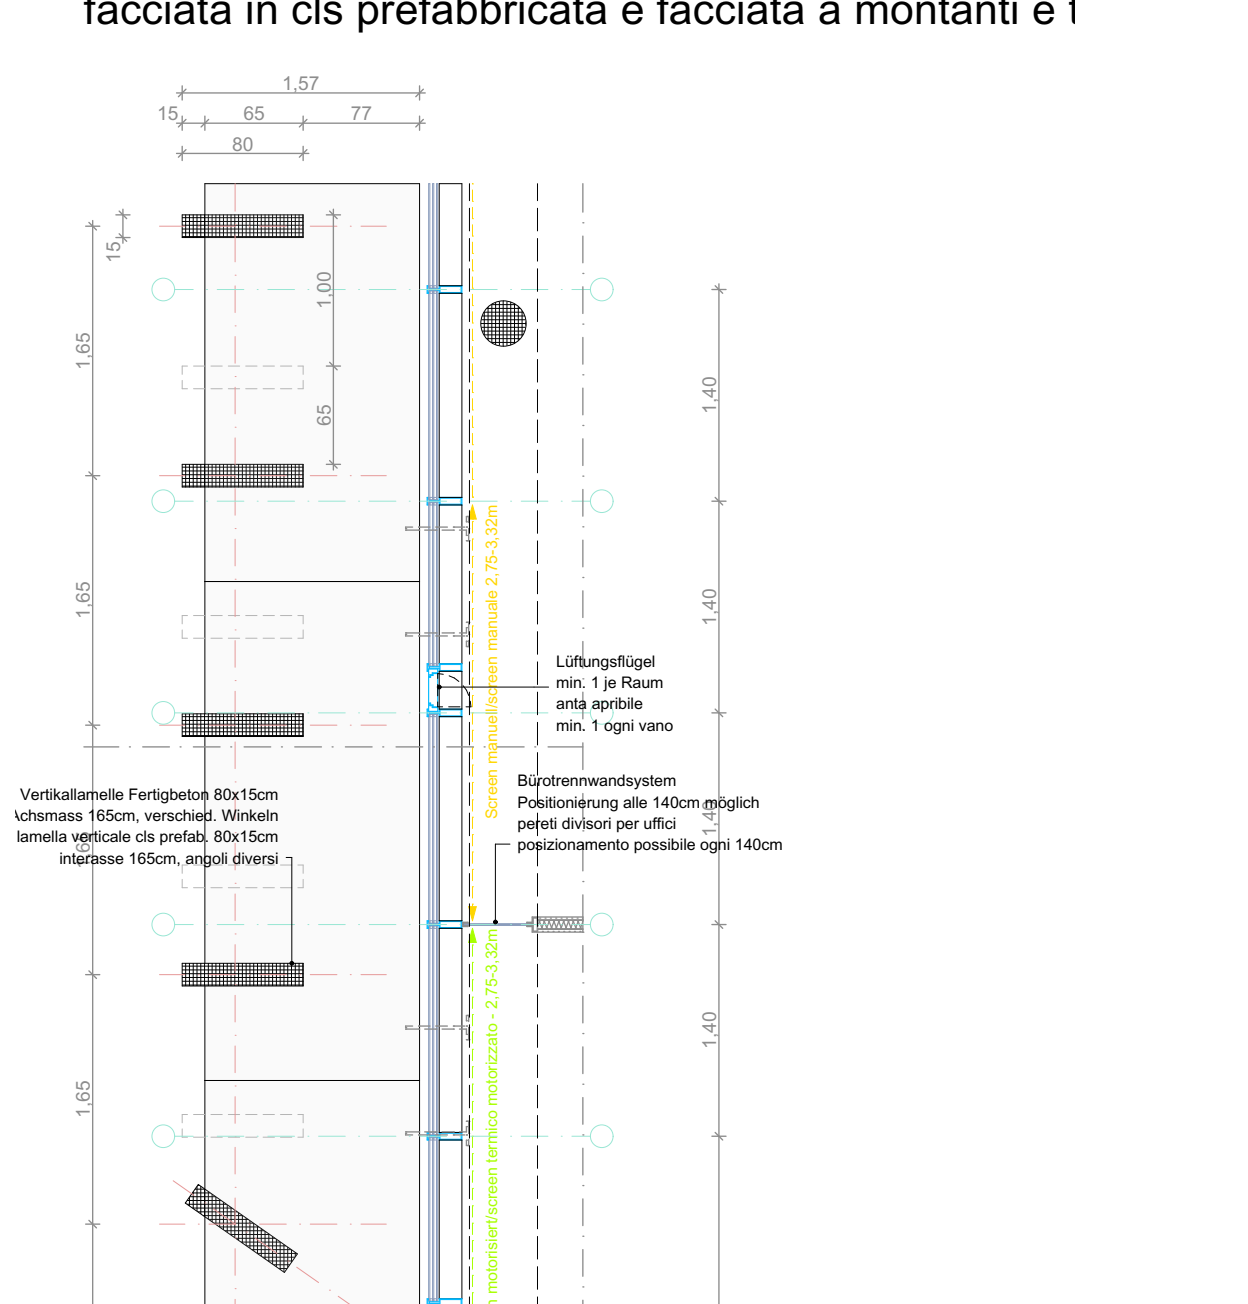 facciata in cls prefabbricata e facciata a montanti e
1,57
15 65 77
80
15
1,00
1,65
65
1,40
1,65
1,40
Screen manuell/screen manuale 2,75-3,32m
Lüftungsflügel
min. 1 je Raum
anta apribile
min. 1 ogni vano
Bürotrennwandsystem
Positionierung alle 140cm möglich
pereti divisori per uffici
posizionamento possibile ogni 140cm
1,40
Vertikallamelle Fertigbeton 80x15cm
Achsmass 165cm, verschied. Winkeln
lamella verticale cls prefab. 80x15cm
interasse 165cm, angoli diversi
1,40
1,65
motorisiert/screen termico motorizzato - 2,75-3,32m